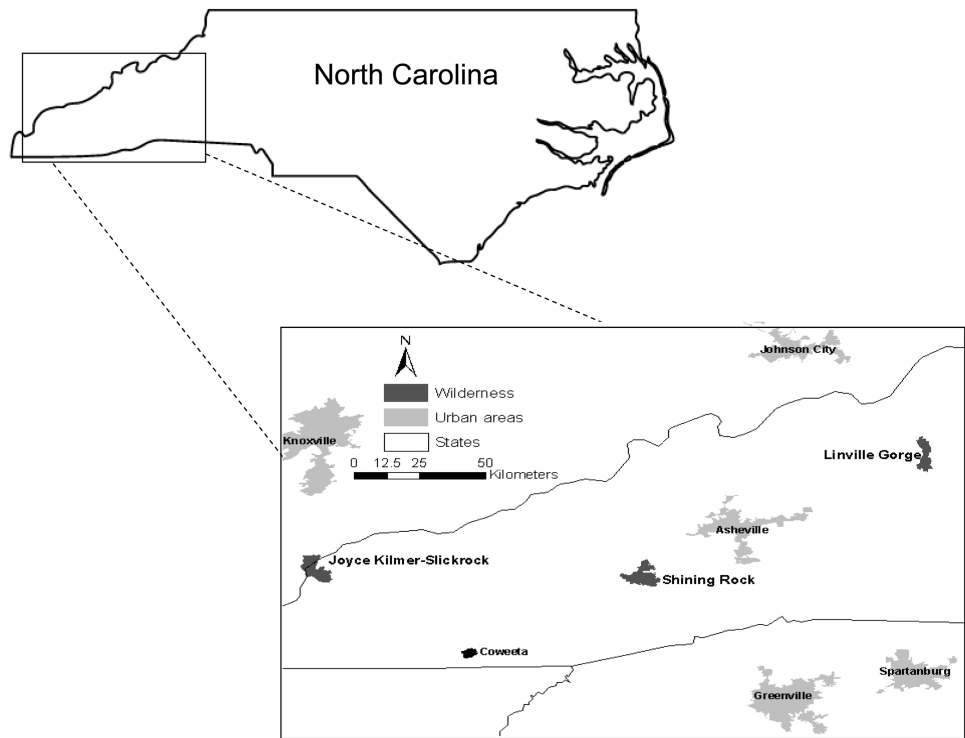 North Carolina
N
Wilderness
Urban areas
States
0 12.5 25 50
Kilometers
Johnson City
Knoxville
Linville Gorge
Asheville
Joyce Kilmer-Slickrock
Shining Rock
Coweeta
Spartanburg
Greenville